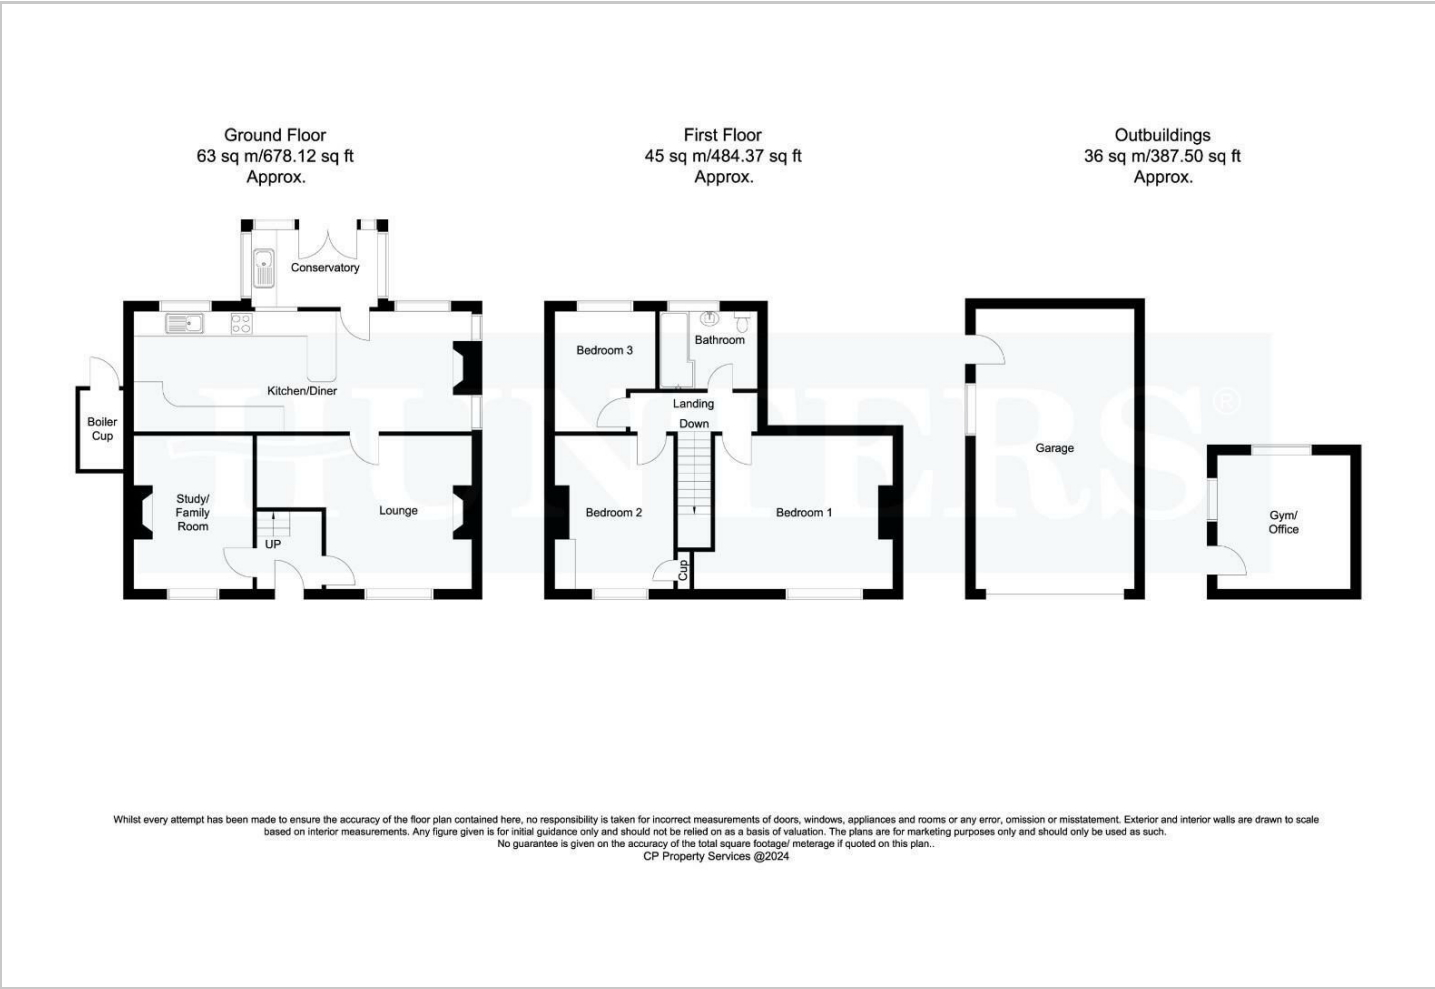 Ground Floor
63 sq m/678.12 sq ft
Approx.
First Floor
45 sq m/484.37 sq ft
Approx.
Outbuildings
36 sq m/387.50 sq ft
Approx.
Conservatory
Kitchen/Diner
Boiler
Cup
Study/
Family
Room
UP
Lounge
Bedroom 3
Bathroom
Landing
Down
Bedroom 2
Cup
Bedroom 1
Garage
Gym/
Office
HUNTERS®
Whilst every attempt has been made to ensure the accuracy of the floor plan contained here, no responsibility is taken for incorrect measurements of doors, windows, appliances and rooms or any error, omission or misstatement. Exterior and interior walls are drawn to scale
based on interior measurements. Any figure given is for initial guidance only and should not be relied on as a basis of valuation. The plans are for marketing purposes only and should only be used as such.
No guarantee is given on the accuracy of the total square footage/ meterage if quoted on this plan..
CP Property Services @2024